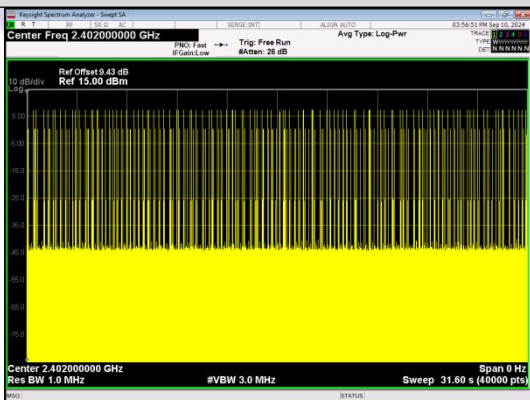 Keysight Spectrum Analyzer - Swept SA
R T RF 50 Ω AC SENSE:INT ALIGN AUTO 03:56:51 PM Sep 10, 2024
Center Freq 2.402000000 GHz Avg Type: Log-Pwr TRACE 1 2 3 4 5 6
PNO: Fast Trig: Free Run TYPE
IFGain:Low #Atten: 26 dB DET N N N N N N
Ref Offset 9.43 dB
10 dB/div Ref 15.00 dBm
Log
5.00
-5.00
-15.0
-25.0
-35.0
-45.0
-55.0
-65.0
-75.0
Center 2.402000000 GHz Span 0 Hz
Res BW 1.0 MHz #VBW 3.0 MHz Sweep 31.60 s (40000 pts)
MSG STATUS